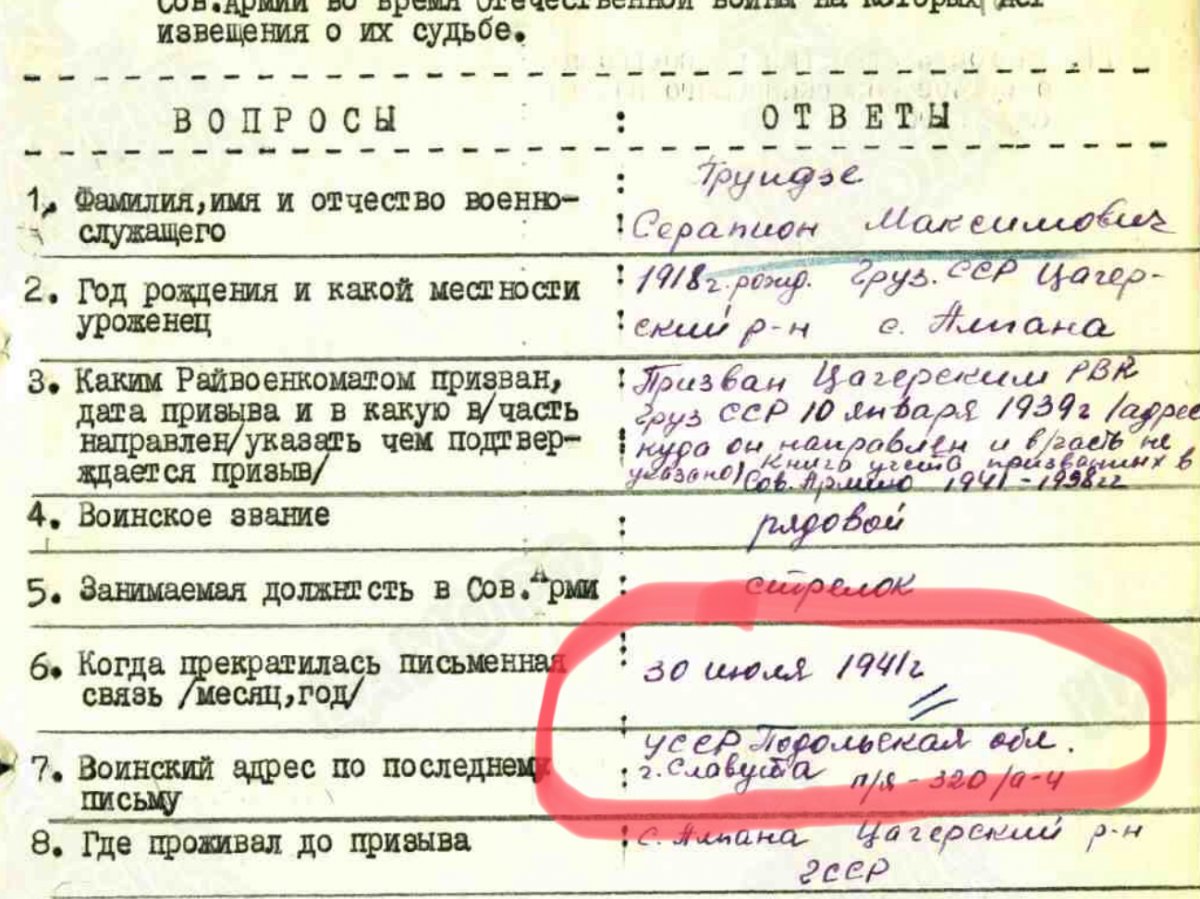 Сов.Армии во время Отечественной войны на которых нет
извещения о их судьбе.
ВОПРОСЫ : ОТВЕТЫ
1. Фамилия,имя и отчество военно-
служащего
: Груидзе
: Серапион Максимович
2. Год рождения и какой местности
уроженец
: 1918г. рожд. Груз. ССР Цагер-
: ский р-н с. Алпана
3. Каким Райвоенкоматом призван,
дата призыва и в какую в/часть
направлен/указать чем подтвер-
ждается призыв/
: Призван Цагерским РВК
Груз ССР 10 января 1939г /адрес
куда он направлен и в/часть не
указано) Книга учета призванных в
Сов. Армию 1941-1938гг
4. Воинское звание : рядовой
5. Занимаемая должнтсть в Сов.Арми : стрелок
6. Когда прекратилась письменная
связь /месяц,год/
: 30 июля 1941г
7. Воинский адрес по последнему
письму
УССР Подольская обл.
г. Славута п/я - 320/а-4
8. Где проживал до призыва
: с. Алпана Цагерский р-н
ГССР